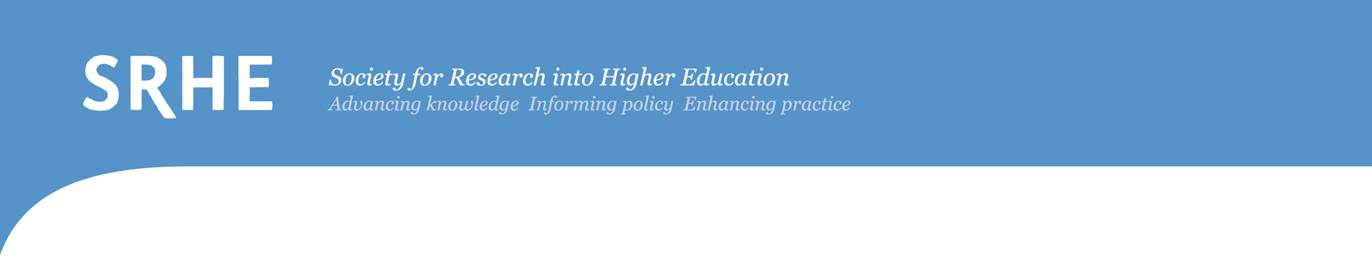 SRHE
Society for Research into Higher Education
Advancing knowledge  Informing policy  Enhancing practice